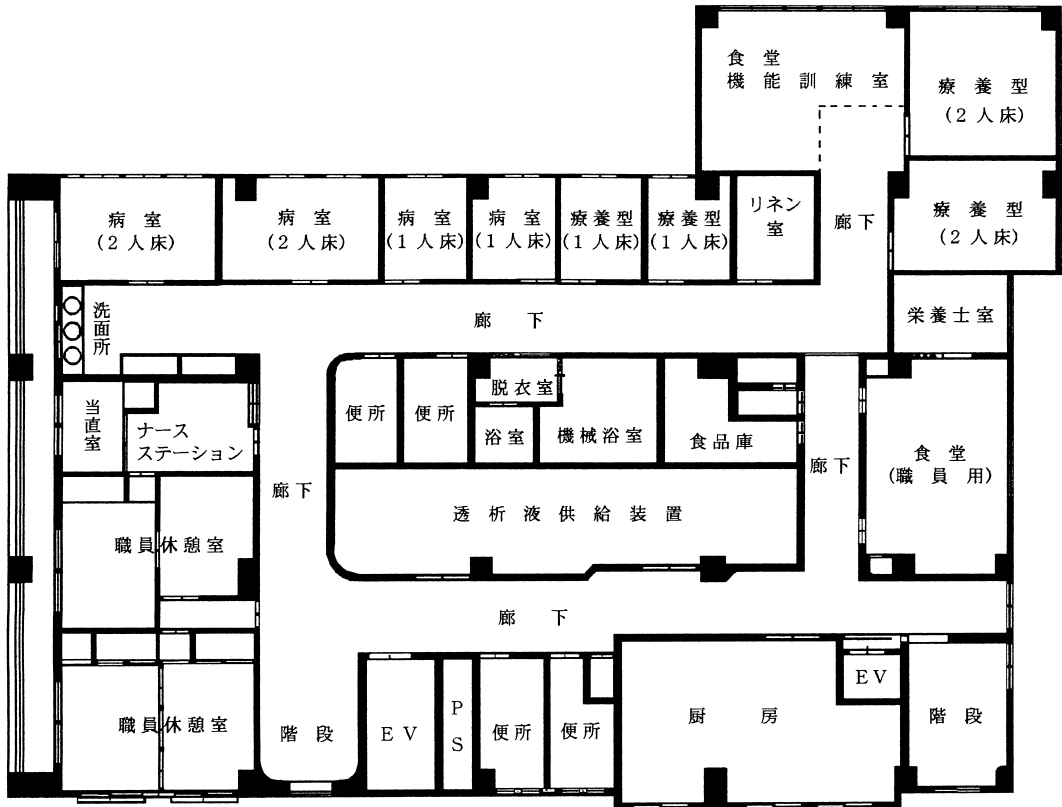 食堂
機能訓練室
療養型
(2人床)
病室
(2人床)
病室
(2人床)
病室
(1人床)
病室
(1人床)
療養型
(1人床)
療養型
(1人床)
リネン
室
廊下
療養型
(2人床)
洗面所
廊下
栄養士室
当直室
ナース
ステーション
便所
便所
脱衣室
浴室
機械浴室
食品庫
廊下
食堂
(職員用)
廊下
透析液供給装置
職員休憩室
廊下
職員休憩室
階段
EV
PS
便所
便所
厨房
EV
階段